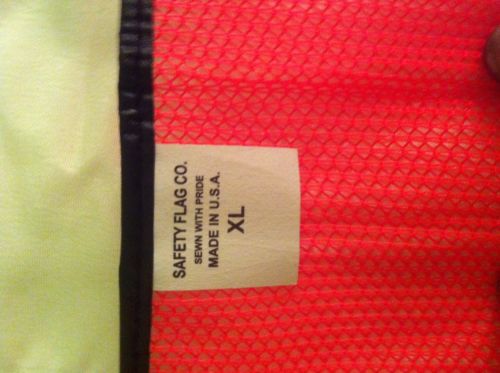 SAFETY FLAG CO.
SEWN WITH PRIDE
MADE IN U.S.A.
XL